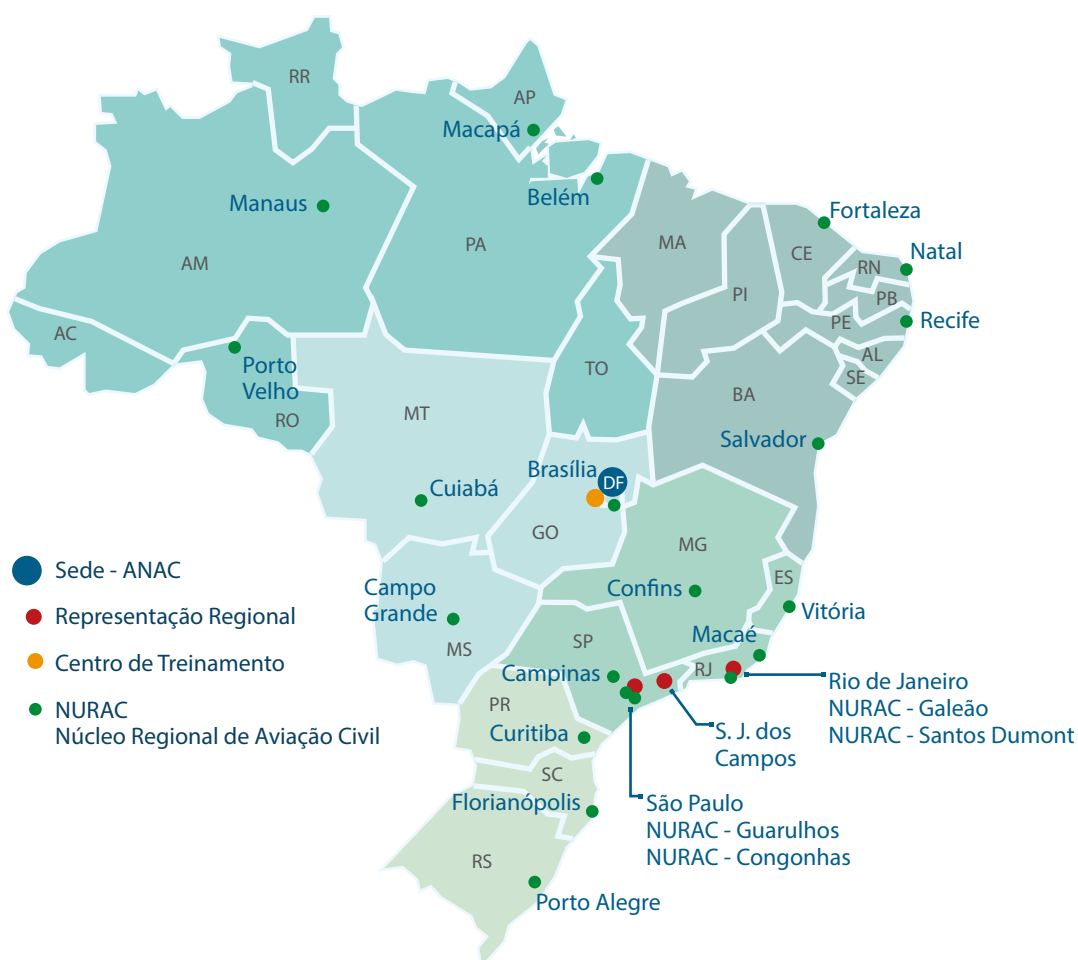 RR
AP
Macapá
Belém
Manaus
PA
AM
MA
Fortaleza
CE
Natal
RN
PI
PB
PE
Recife
AC
AL
SE
Porto
Velho
TO
BA
RO
MT
Salvador
Brasília
DF
Cuiabá
GO
MG
Sede - ANAC
Representação Regional
Centro de Treinamento
NURAC
Núcleo Regional de Aviação Civil
Campo
Grande
MS
Confins
ES
Vitória
SP
Macaé
Campinas
RJ
Rio de Janeiro
NURAC - Galeão
NURAC - Santos Dumont
PR
Curitiba
S. J. dos
Campos
SC
Florianópolis
São Paulo
NURAC - Guarulhos
NURAC - Congonhas
RS
Porto Alegre